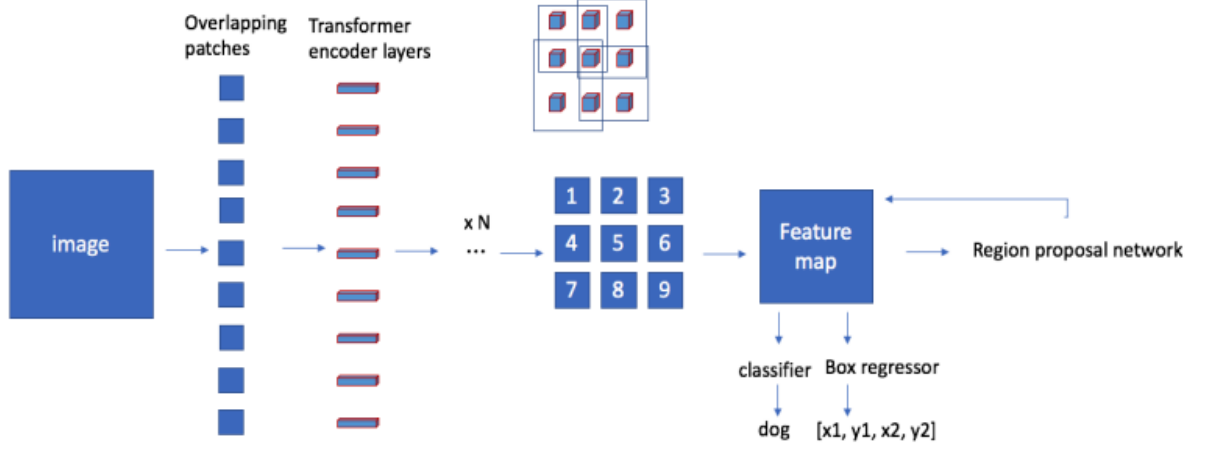 Overlapping
patches
Transformer
encoder layers
image
x N
...
1 2 3
4 5 6
7 8 9
Feature
map
Region proposal network
classifier
Box regressor
dog
[x1, y1, x2, y2]